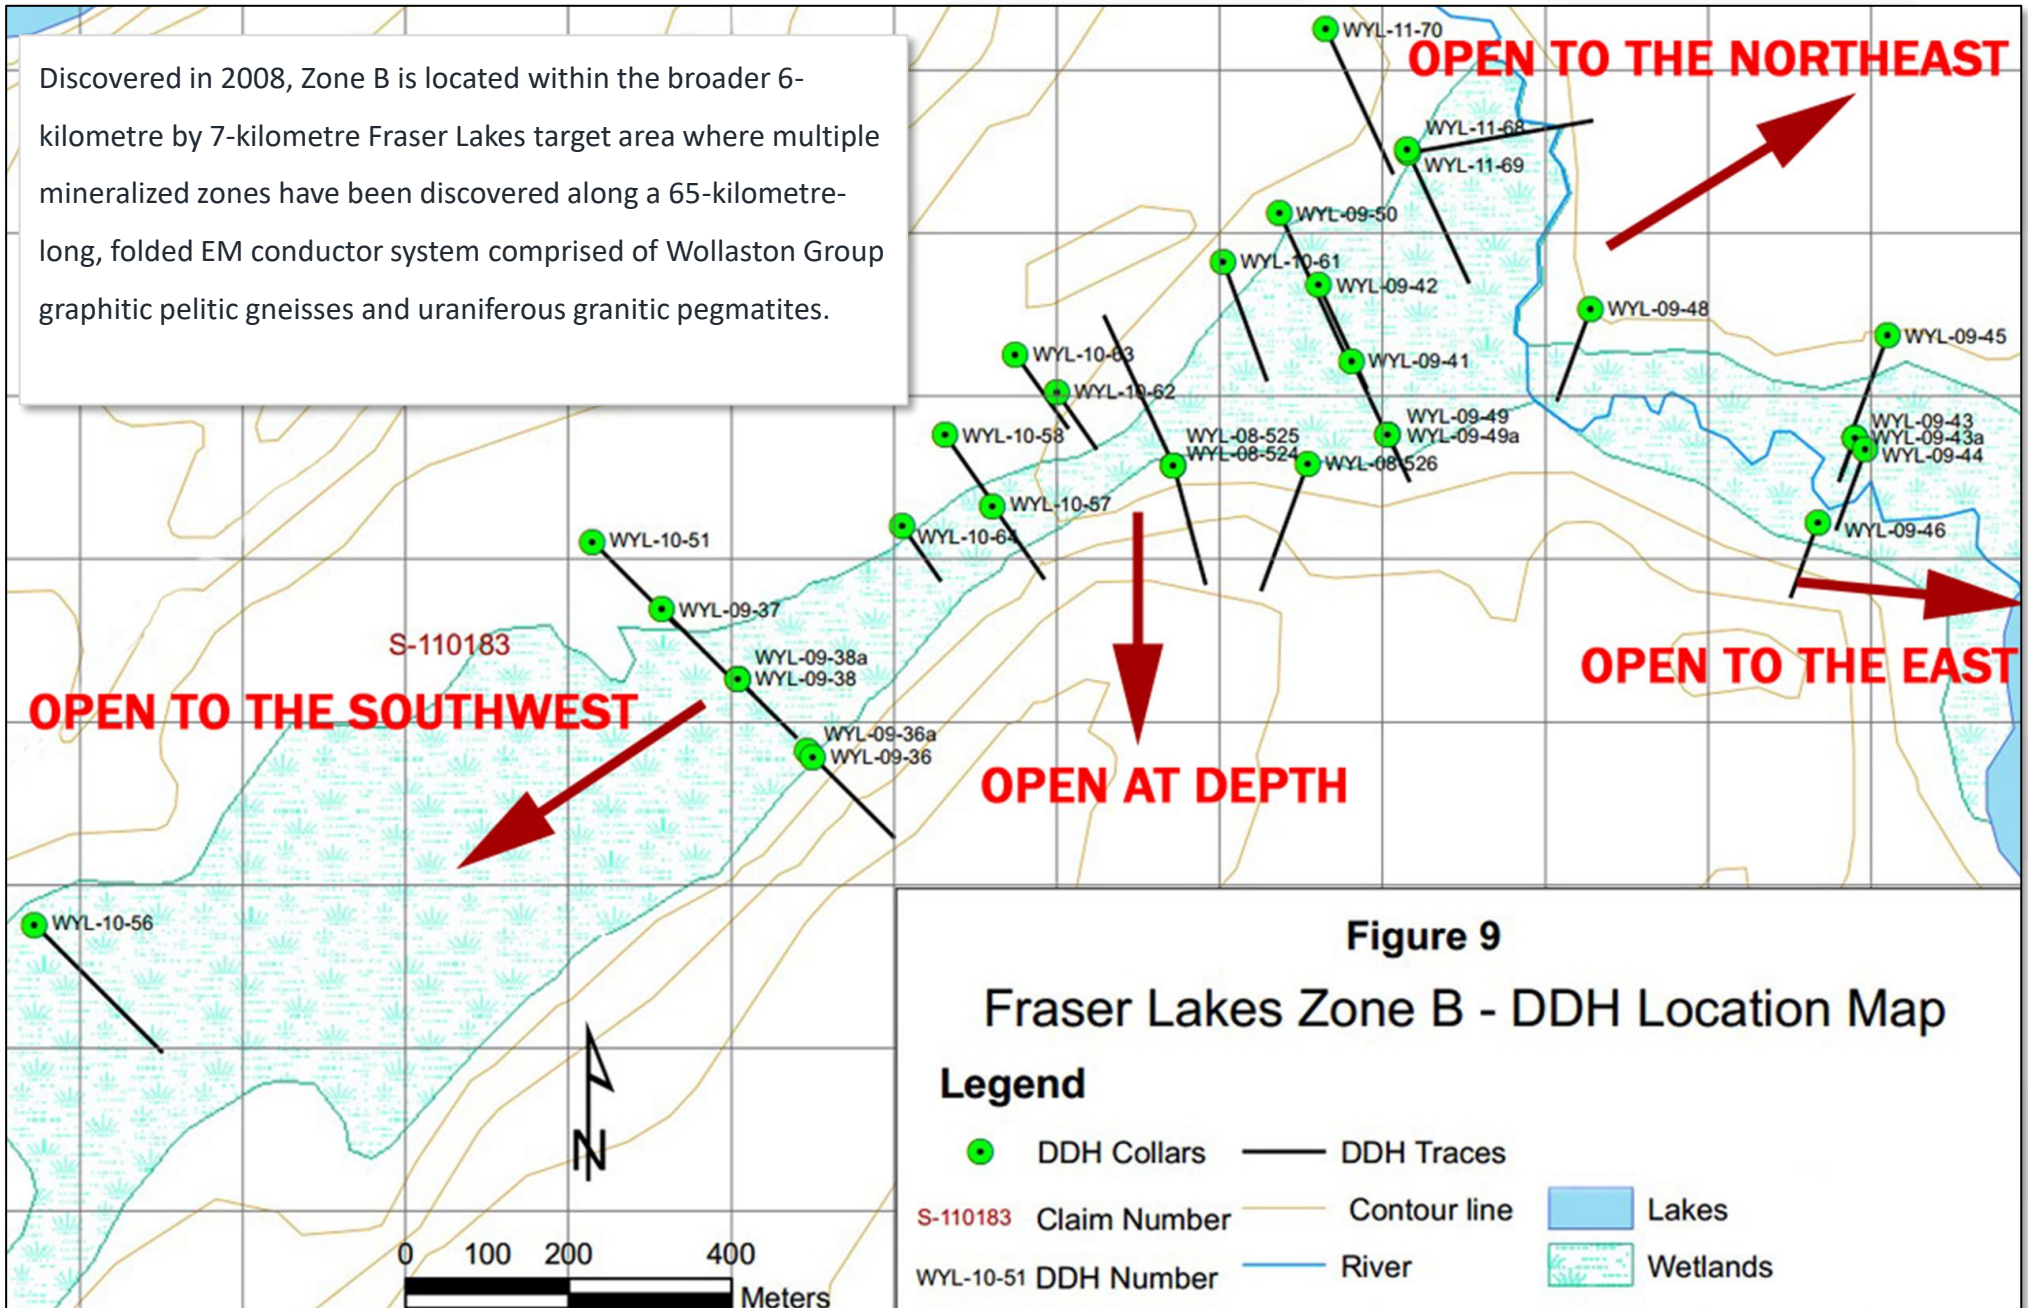 Discovered in 2008, Zone B is located within the broader 6-
kilometre by 7-kilometre Fraser Lakes target area where multiple
mineralized zones have been discovered along a 65-kilometre-
long, folded EM conductor system comprised of Wollaston Group
graphitic pelitic gneisses and uraniferous granitic pegmatites.
WYL-11-70
OPEN TO THE NORTHEAST
WYL-11-68
WYL-11-69
WYL-09-50
WYL-10-61
WYL-09-42
WYL-09-48
WYL-09-45
WYL-10-63
WYL-09-41
WYL-10-62
WYL-09-49
WYL-09-49a
WYL-09-43
WYL-09-43a
WYL-09-44
WYL-10-58
WYL-08-525
WYL-08-524
WYL-08-526
WYL-10-57
WYL-09-46
WYL-10-64
WYL-10-51
WYL-09-37
S-110183
WYL-09-38a
WYL-09-38
OPEN TO THE EAST
OPEN TO THE SOUTHWEST
WYL-09-36a
WYL-09-36
OPEN AT DEPTH
WYL-10-56
N
0 100 200 400
Meters
Figure 9
Fraser Lakes Zone B - DDH Location Map
Legend
DDH Collars
DDH Traces
S-110183 Claim Number
Contour line
Lakes
WYL-10-51 DDH Number
River
Wetlands